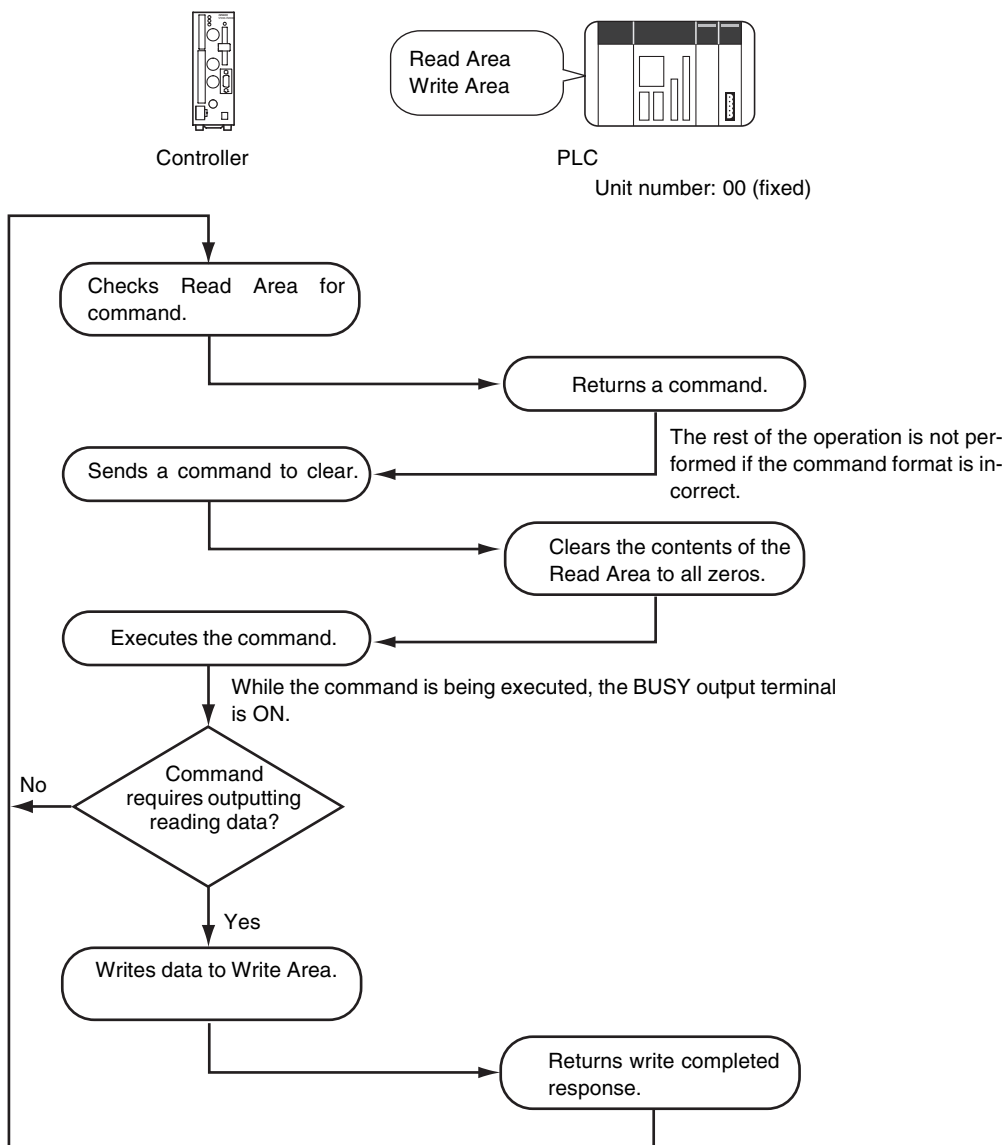 Read Area
Write Area
Controller
PLC
Unit number: 00 (fixed)
Checks Read Area for
command.
Returns a command.
The rest of the operation is not per-
formed if the command format is in-
correct.
Sends a command to clear.
Clears the contents of the
Read Area to all zeros.
Executes the command.
While the command is being executed, the BUSY output terminal
is ON.
Command
requires outputting
reading data?
No
Yes
Writes data to Write Area.
Returns write completed
response.